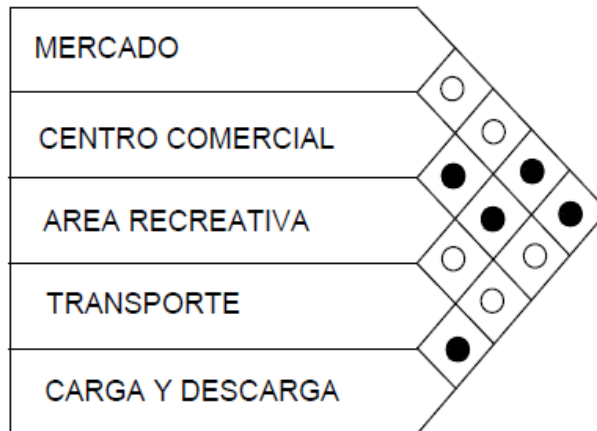 MERCADO
CENTRO COMERCIAL
AREA RECREATIVA
TRANSPORTE
CARGA Y DESCARGA